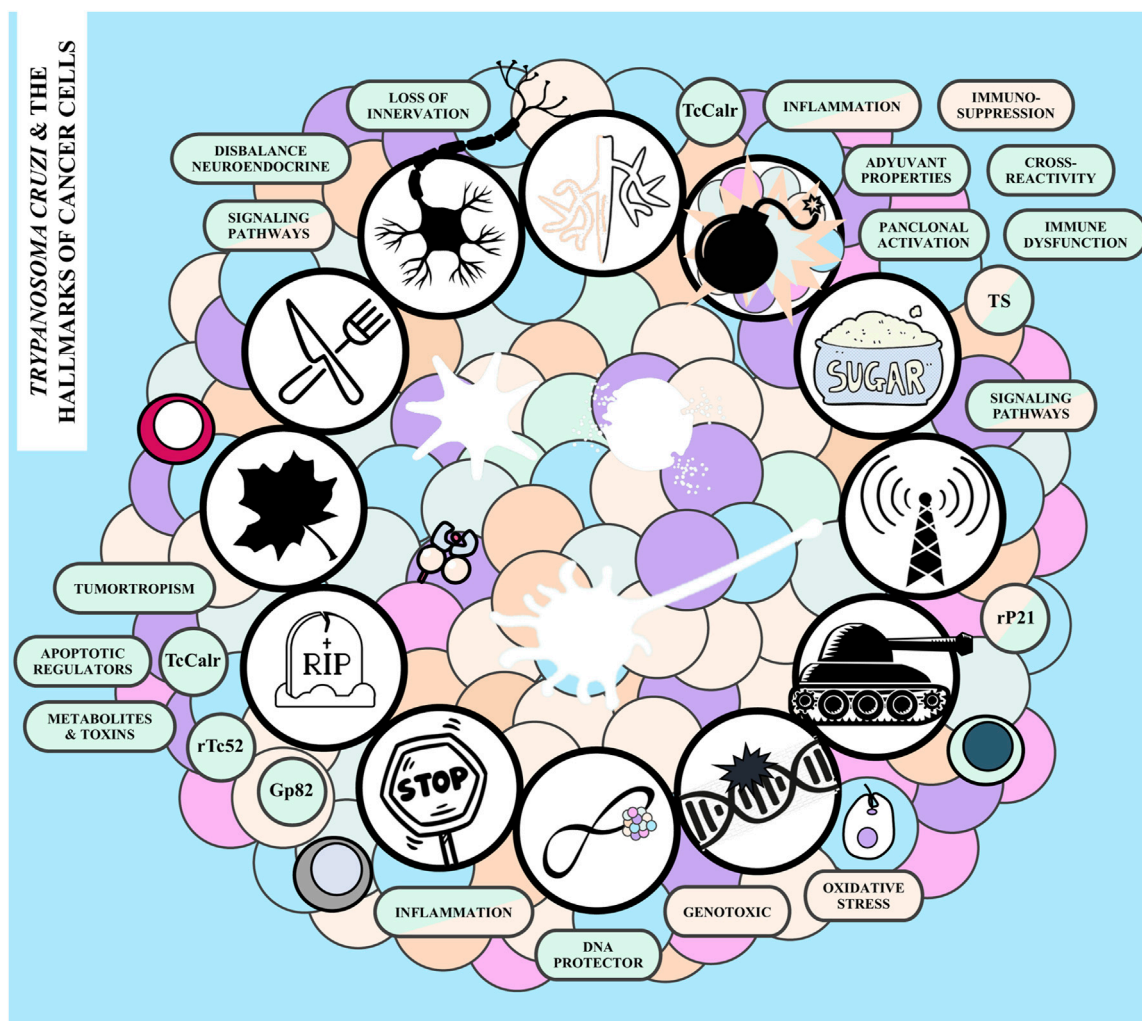 TRYPANOSOMA CRUZI & THE
HALLMARKS OF CANCER CELLS
LOSS OF
INNERVATION
DISBALANCE
NEUROENDOCRINE
SIGNALING
PATHWAYS
TcCalr
INFLAMMATION
IMMUNO-
SUPPRESSION
ADYUVANT
PROPERTIES
CROSS-
REACTIVITY
PANCLONAL
ACTIVATION
IMMUNE
DYSFUNCTION
TS
SUGAR
SIGNALING
PATHWAYS
TUMORTROPISM
APOPTOTIC
REGULATORS
TcCalr
METABOLITES
& TOXINS
rTc52
Gp82
RIP
STOP
rP21
INFLAMMATION
DNA
PROTECTOR
GENOTOXIC
OXIDATIVE
STRESS